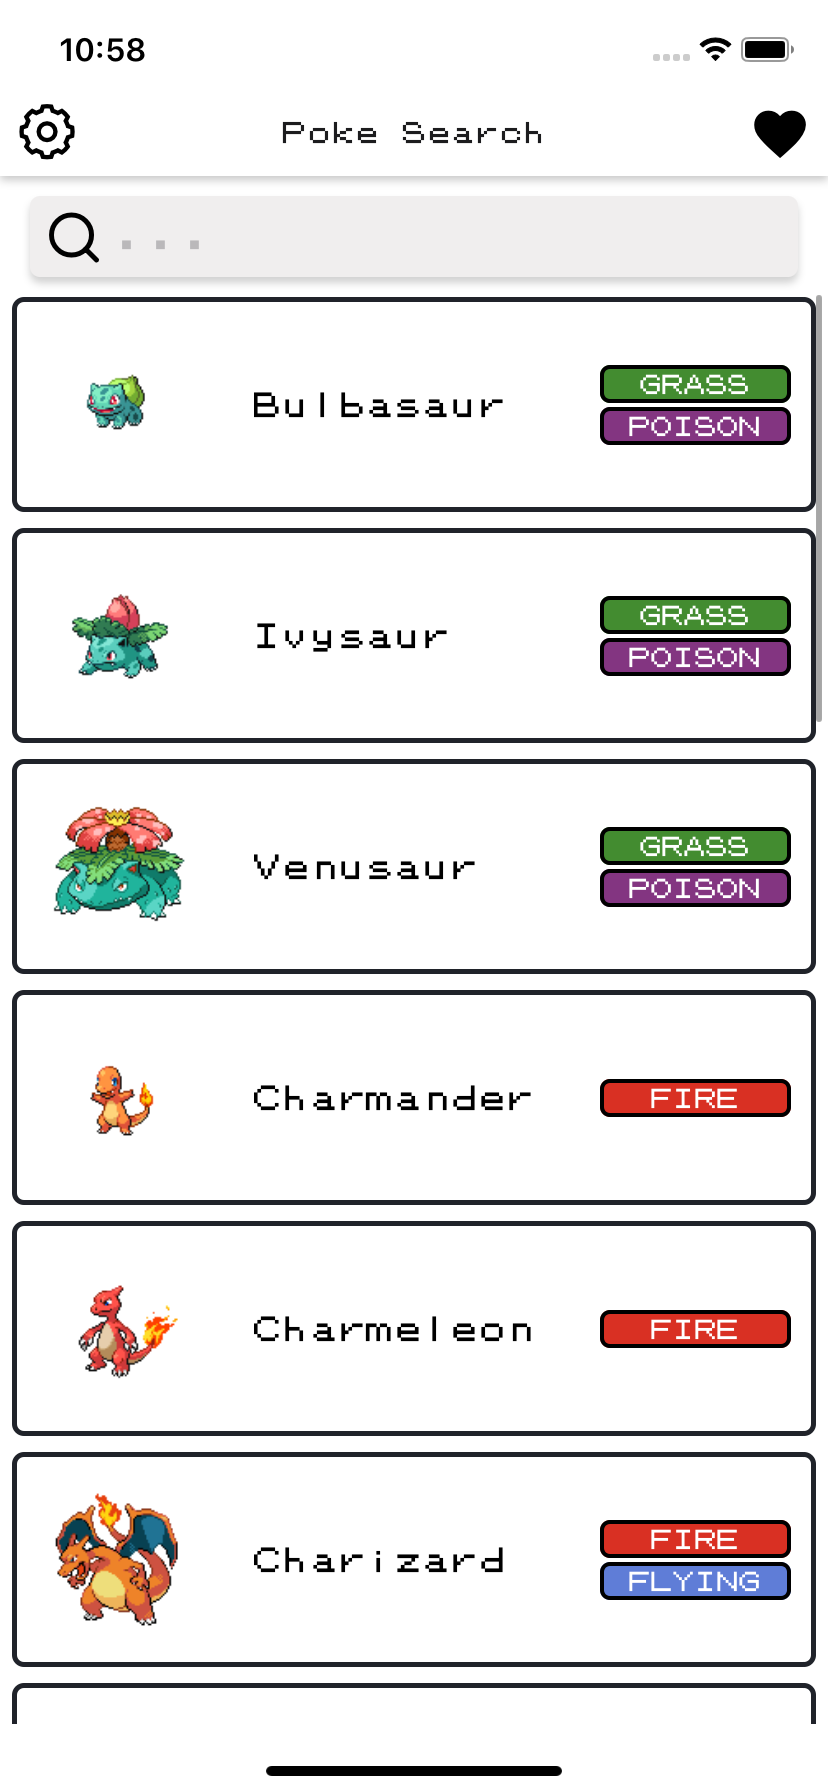 10:58
Poke Search
...
Bulbasaur
GRASS
POISON
Ivysaur
GRASS
POISON
Venusaur
GRASS
POISON
Charmander
FIRE
Charmeleon
FIRE
Charizard
FIRE
FLYING